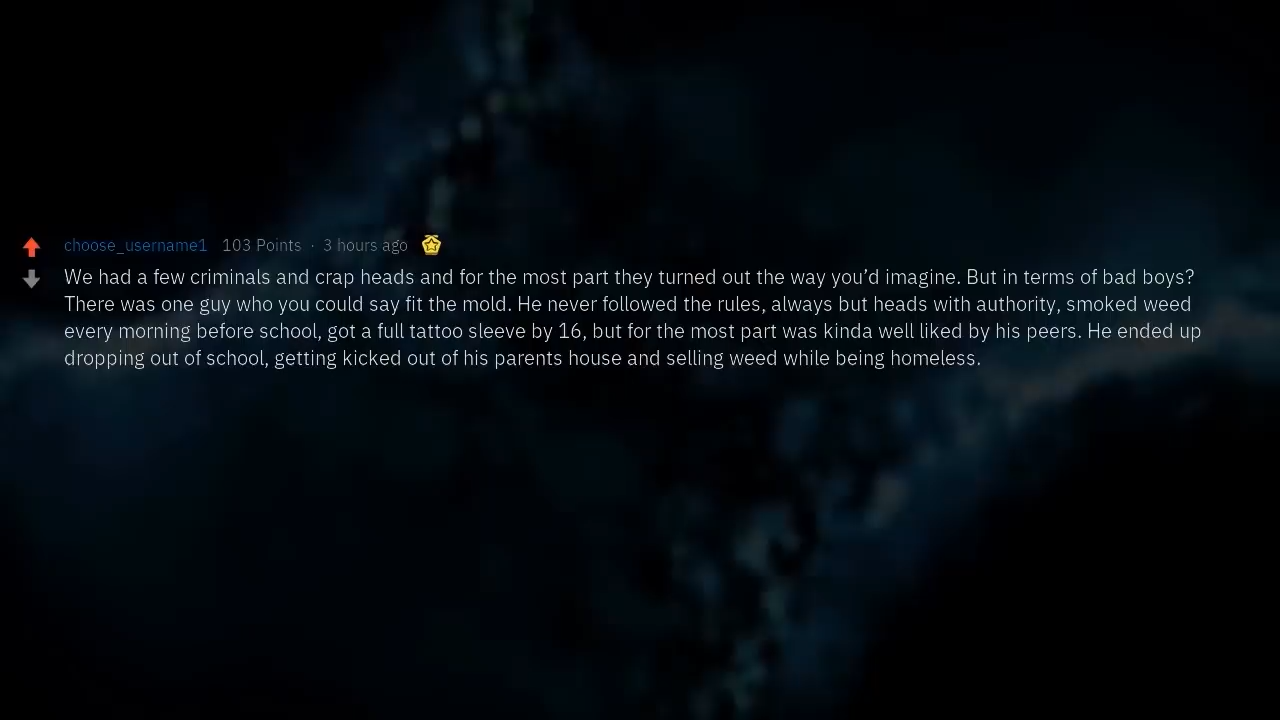 choose_username1 103 Points · 3 hours ago
We had a few criminals and crap heads and for the most part they turned out the way you’d imagine. But in terms of bad boys?
There was one guy who you could say fit the mold. He never followed the rules, always but heads with authority, smoked weed
every morning before school, got a full tattoo sleeve by 16, but for the most part was kinda well liked by his peers. He ended up
dropping out of school, getting kicked out of his parents house and selling weed while being homeless.